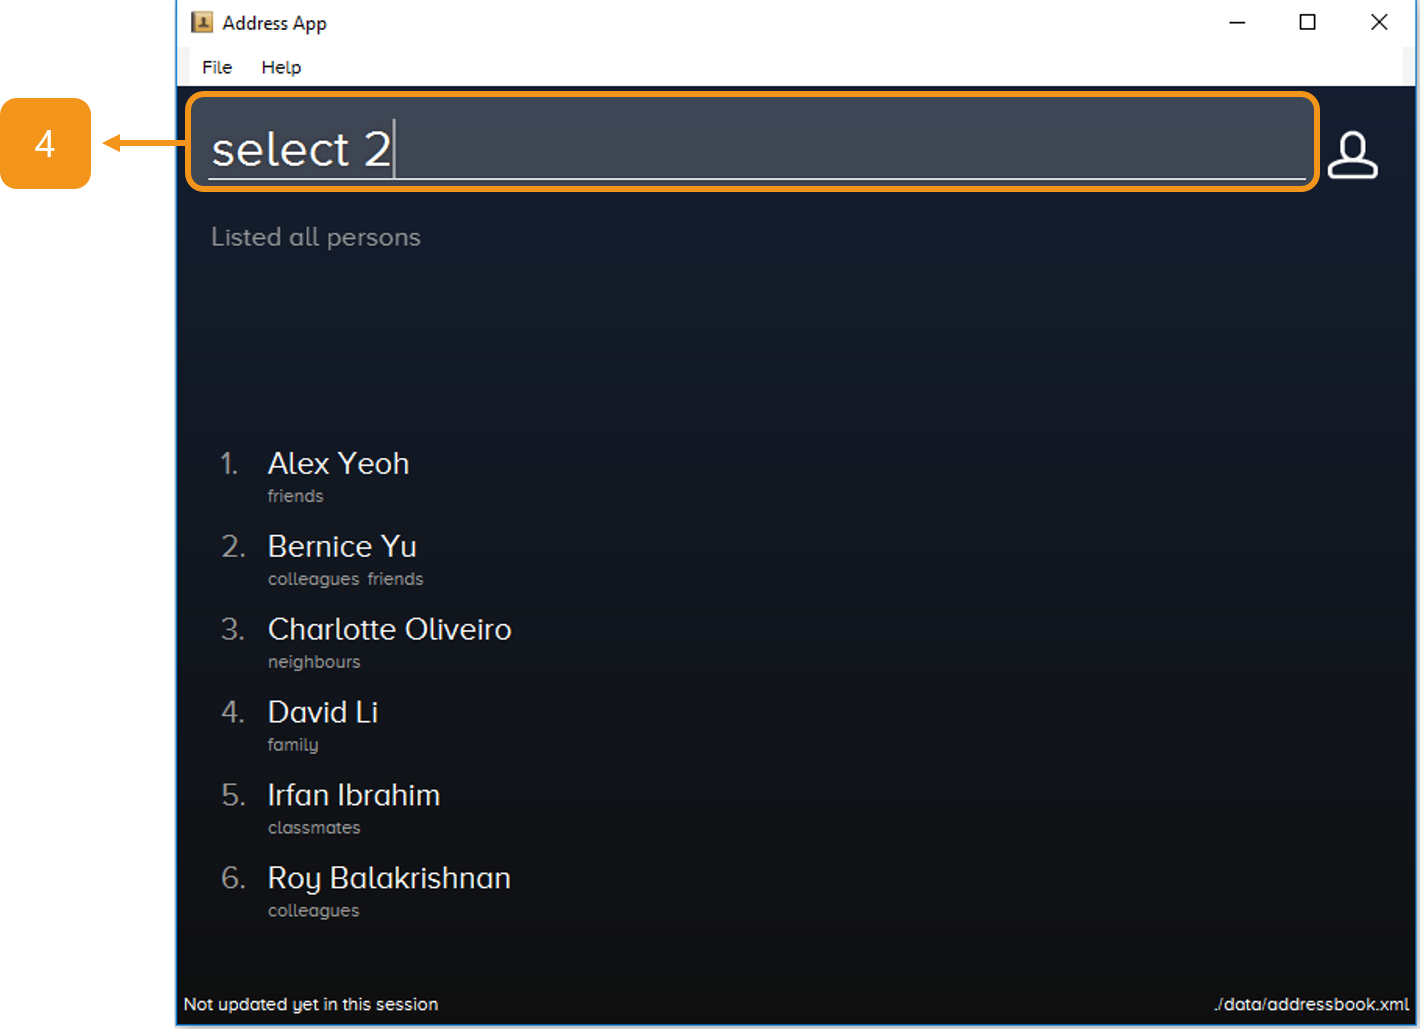 Address App
File Help
4
select 2
Listed all persons
1. Alex Yeoh
friends
2. Bernice Yu
colleagues friends
3. Charlotte Oliveiro
neighbours
4. David Li
family
5. Irfan Ibrahim
classmates
6. Roy Balakrishnan
colleagues
Not updated yet in this session ./data/addressbook.xml